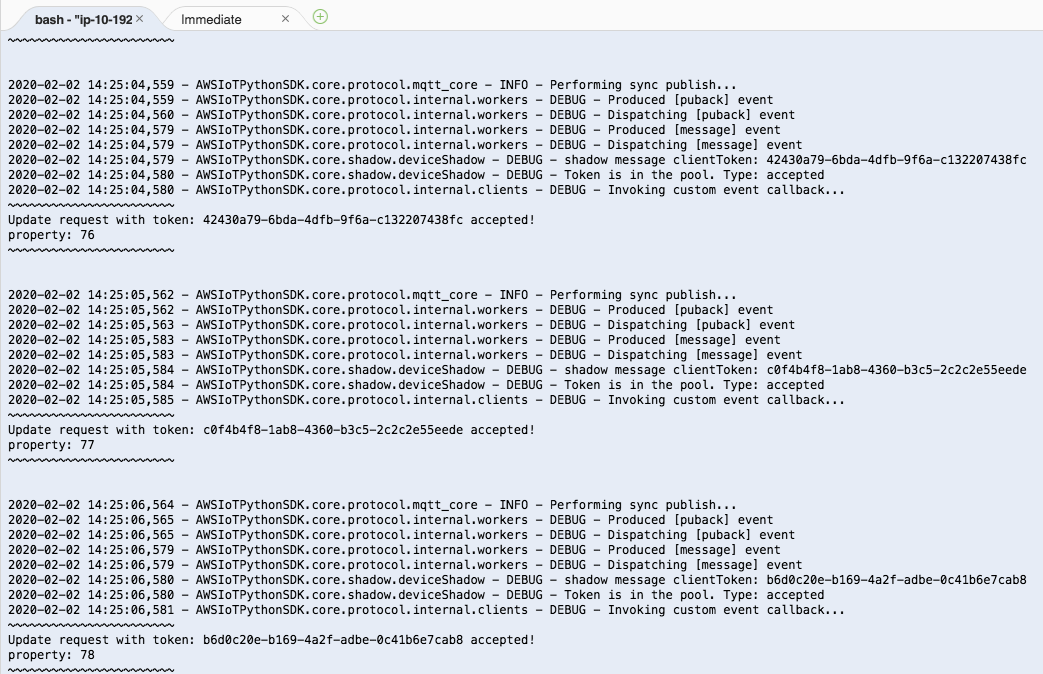 bash - "ip-10-192 ×
Immediate ×
~~~~~~~~~~~~~~~~~~~~~~~
2020-02-02 14:25:04,559 - AWSIoTPythonSDK.core.protocol.mqtt_core - INFO - Performing sync publish...
2020-02-02 14:25:04,559 - AWSIoTPythonSDK.core.protocol.internal.workers - DEBUG - Produced [puback] event
2020-02-02 14:25:04,560 - AWSIoTPythonSDK.core.protocol.internal.workers - DEBUG - Dispatching [puback] event
2020-02-02 14:25:04,579 - AWSIoTPythonSDK.core.protocol.internal.workers - DEBUG - Produced [message] event
2020-02-02 14:25:04,579 - AWSIoTPythonSDK.core.protocol.internal.workers - DEBUG - Dispatching [message] event
2020-02-02 14:25:04,579 - AWSIoTPythonSDK.core.shadow.deviceShadow - DEBUG - shadow message clientToken: 42430a79-6bda-4dfb-9f6a-c132207438fc
2020-02-02 14:25:04,580 - AWSIoTPythonSDK.core.shadow.deviceShadow - DEBUG - Token is in the pool. Type: accepted
2020-02-02 14:25:04,580 - AWSIoTPythonSDK.core.protocol.internal.clients - DEBUG - Invoking custom event callback...
~~~~~~~~~~~~~~~~~~~~~~~
Update request with token: 42430a79-6bda-4dfb-9f6a-c132207438fc accepted!
property: 76
~~~~~~~~~~~~~~~~~~~~~~~
2020-02-02 14:25:05,562 - AWSIoTPythonSDK.core.protocol.mqtt_core - INFO - Performing sync publish...
2020-02-02 14:25:05,562 - AWSIoTPythonSDK.core.protocol.internal.workers - DEBUG - Produced [puback] event
2020-02-02 14:25:05,563 - AWSIoTPythonSDK.core.protocol.internal.workers - DEBUG - Dispatching [puback] event
2020-02-02 14:25:05,583 - AWSIoTPythonSDK.core.protocol.internal.workers - DEBUG - Produced [message] event
2020-02-02 14:25:05,583 - AWSIoTPythonSDK.core.protocol.internal.workers - DEBUG - Dispatching [message] event
2020-02-02 14:25:05,584 - AWSIoTPythonSDK.core.shadow.deviceShadow - DEBUG - shadow message clientToken: c0f4b4f8-1ab8-4360-b3c5-2c2c2e55eede
2020-02-02 14:25:05,584 - AWSIoTPythonSDK.core.shadow.deviceShadow - DEBUG - Token is in the pool. Type: accepted
2020-02-02 14:25:05,585 - AWSIoTPythonSDK.core.protocol.internal.clients - DEBUG - Invoking custom event callback...
~~~~~~~~~~~~~~~~~~~~~~~
Update request with token: c0f4b4f8-1ab8-4360-b3c5-2c2c2e55eede accepted!
property: 77
~~~~~~~~~~~~~~~~~~~~~~~
2020-02-02 14:25:06,564 - AWSIoTPythonSDK.core.protocol.mqtt_core - INFO - Performing sync publish...
2020-02-02 14:25:06,565 - AWSIoTPythonSDK.core.protocol.internal.workers - DEBUG - Produced [puback] event
2020-02-02 14:25:06,565 - AWSIoTPythonSDK.core.protocol.internal.workers - DEBUG - Dispatching [puback] event
2020-02-02 14:25:06,579 - AWSIoTPythonSDK.core.protocol.internal.workers - DEBUG - Produced [message] event
2020-02-02 14:25:06,579 - AWSIoTPythonSDK.core.protocol.internal.workers - DEBUG - Dispatching [message] event
2020-02-02 14:25:06,580 - AWSIoTPythonSDK.core.shadow.deviceShadow - DEBUG - shadow message clientToken: b6d0c20e-b169-4a2f-adbe-0c41b6e7cab8
2020-02-02 14:25:06,580 - AWSIoTPythonSDK.core.shadow.deviceShadow - DEBUG - Token is in the pool. Type: accepted
2020-02-02 14:25:06,581 - AWSIoTPythonSDK.core.protocol.internal.clients - DEBUG - Invoking custom event callback...
~~~~~~~~~~~~~~~~~~~~~~~
Update request with token: b6d0c20e-b169-4a2f-adbe-0c41b6e7cab8 accepted!
property: 78
~~~~~~~~~~~~~~~~~~~~~~~